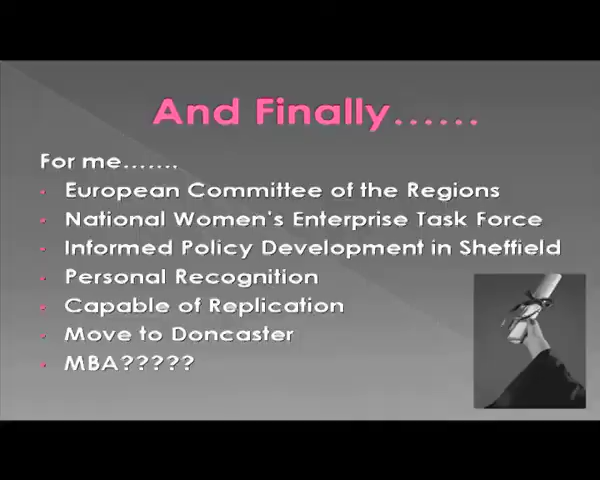 And Finally......
For me.......
• European Committee of the Regions
• National Women's Enterprise Task Force
• Informed Policy Development in Sheffield
• Personal Recognition
• Capable of Replication
• Move to Doncaster
• MBA?????